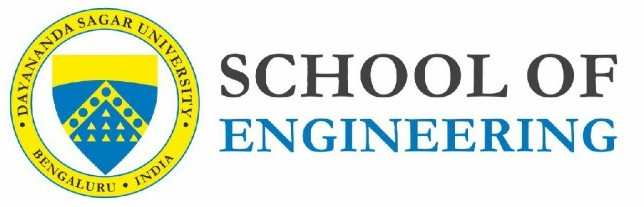 • DAYANANDA SAGAR UNIVERSITY •
BENGALURU • INDIA
SCHOOL OF
ENGINEERING